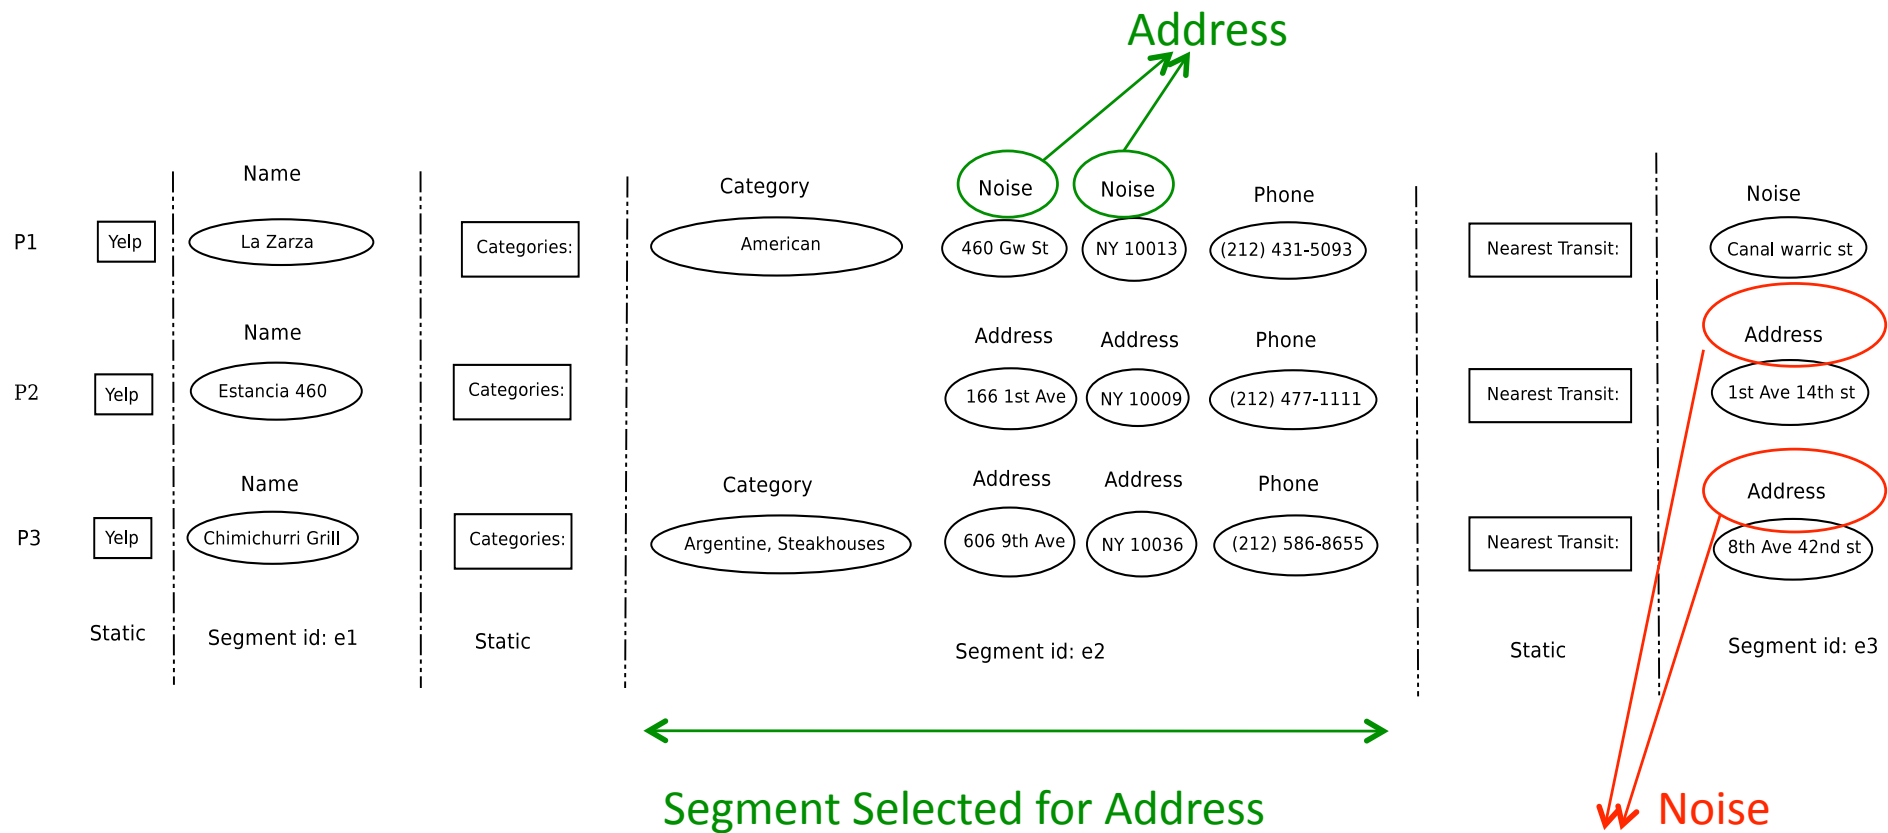 Address
Name
Category
Noise
Noise
Phone
Noise
P1
Yelp
La Zarza
Categories:
American
460 Gw St
NY 10013
(212) 431-5093
Nearest Transit:
Canal warric st
Name
Address
Address
Phone
Address
P2
Yelp
Estancia 460
Categories:
166 1st Ave
NY 10009
(212) 477-1111
Nearest Transit:
1st Ave 14th st
Name
Category
Address
Address
Phone
Address
P3
Yelp
Chimichurri Grill
Categories:
Argentine, Steakhouses
606 9th Ave
NY 10036
(212) 586-8655
Nearest Transit:
8th Ave 42nd st
Static
Segment id: e1
Static
Segment id: e2
Static
Segment id: e3
Segment Selected for Address
Noise